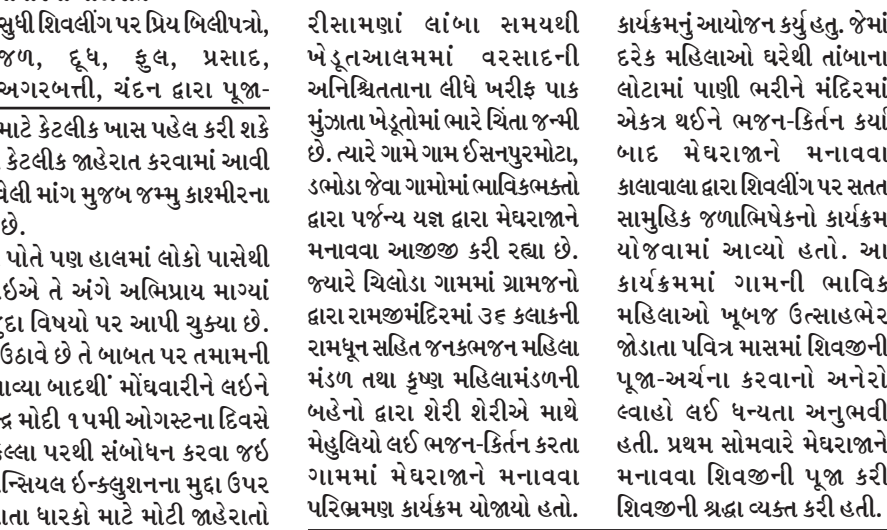 સુધી શિવલીંગ પર પ્રિય બિલીપત્રો,
જળ, દૂધ, ફુલ, પ્રસાદ,
અગરબત્તી, ચંદન દ્વારા પૂજા-
માટે કેટલીક ખાસ પહેલ કરી શકે
કેટલીક જાહેરાત કરવામાં આવી
વેલી માંગ મુજબ જમ્મુ કાશ્મીરના
છે.
પોતે પણ હાલમાં લોકો પાસેથી
ઇએ તે અંગે અભિપ્રાય માગ્યાં
દા વિષયો પર આપી ચુક્યા છે.
ઉઠાવે છે તે બાબત પર તમામની
ાવ્યા બાદથી મોંઘવારીને લઇને
ન્દ્ર મોદી ૧૫મી ઓગસ્ટના દિવસે
લ્લા પરથી સંબોધન કરવા જઇ
ન્સિયલ ઇન્ક્લુશનના મુદ્દા ઉપર
ાતા ધારકો માટે મોટી જાહેરાતો
રીસામણાં લાંબા સમયથી
ખેડૂતઆલમમાં વરસાદની
અનિશ્ચિતતાના લીધે ખરીફ પાક
મુંઝાતા ખેડૂતોમાં ભારે ચિંતા જન્મી
છે. ત્યારે ગામે ગામ ઈસનપુરમોટા,
ડભોડા જેવા ગામોમાં ભાવિકભક્તો
દ્વારા પર્જન્ય યજ્ઞ દ્વારા મેઘરાજાને
મનાવવા આજીજી કરી રહ્યા છે.
જ્યારે ચિલોડા ગામમાં ગ્રામજનો
દ્વારા રામજીમંદિરમાં ૩૬ કલાકની
રામધૂન સહિત જનકભજન મહિલા
મંડળ તથા કૃષ્ણ મહિલામંડળની
બહેનો દ્વારા શેરી શેરીએ માથે
મેહુલિયો લઈ ભજન-કિર્તન કરતા
ગામમાં મેઘરાજાને મનાવવા
પરિભ્રમણ કાર્યક્રમ યોજાયો હતો.
કાર્યક્રમનું આયોજન કર્યુ હતુ. જેમાં
દરેક મહિલાઓ ઘરેથી તાંબાના
લોટામાં પાણી ભરીને મંદિરમાં
એકત્ર થઈને ભજન-કિર્તન કર્યા
બાદ મેઘરાજાને મનાવવા
કાલાવાલા દ્વારા શિવલીંગ પર સતત
સામુહિક જળાભિષેકનો કાર્યક્રમ
યોજવામાં આવ્યો હતો. આ
કાર્યક્રમમાં ગામની ભાવિક
મહિલાઓ ખૂબજ ઉત્સાહભેર
જોડાતા પવિત્ર માસમાં શિવજીની
પૂજા-અર્ચના કરવાનો અનેરો
લ્વાહો લઈ ધન્યતા અનુભવી
હતી. પ્રથમ સોમવારે મેઘરાજાને
મનાવવા શિવજીની પૂજા કરી
શિવજીની શ્રદ્ધા વ્યક્ત કરી હતી.